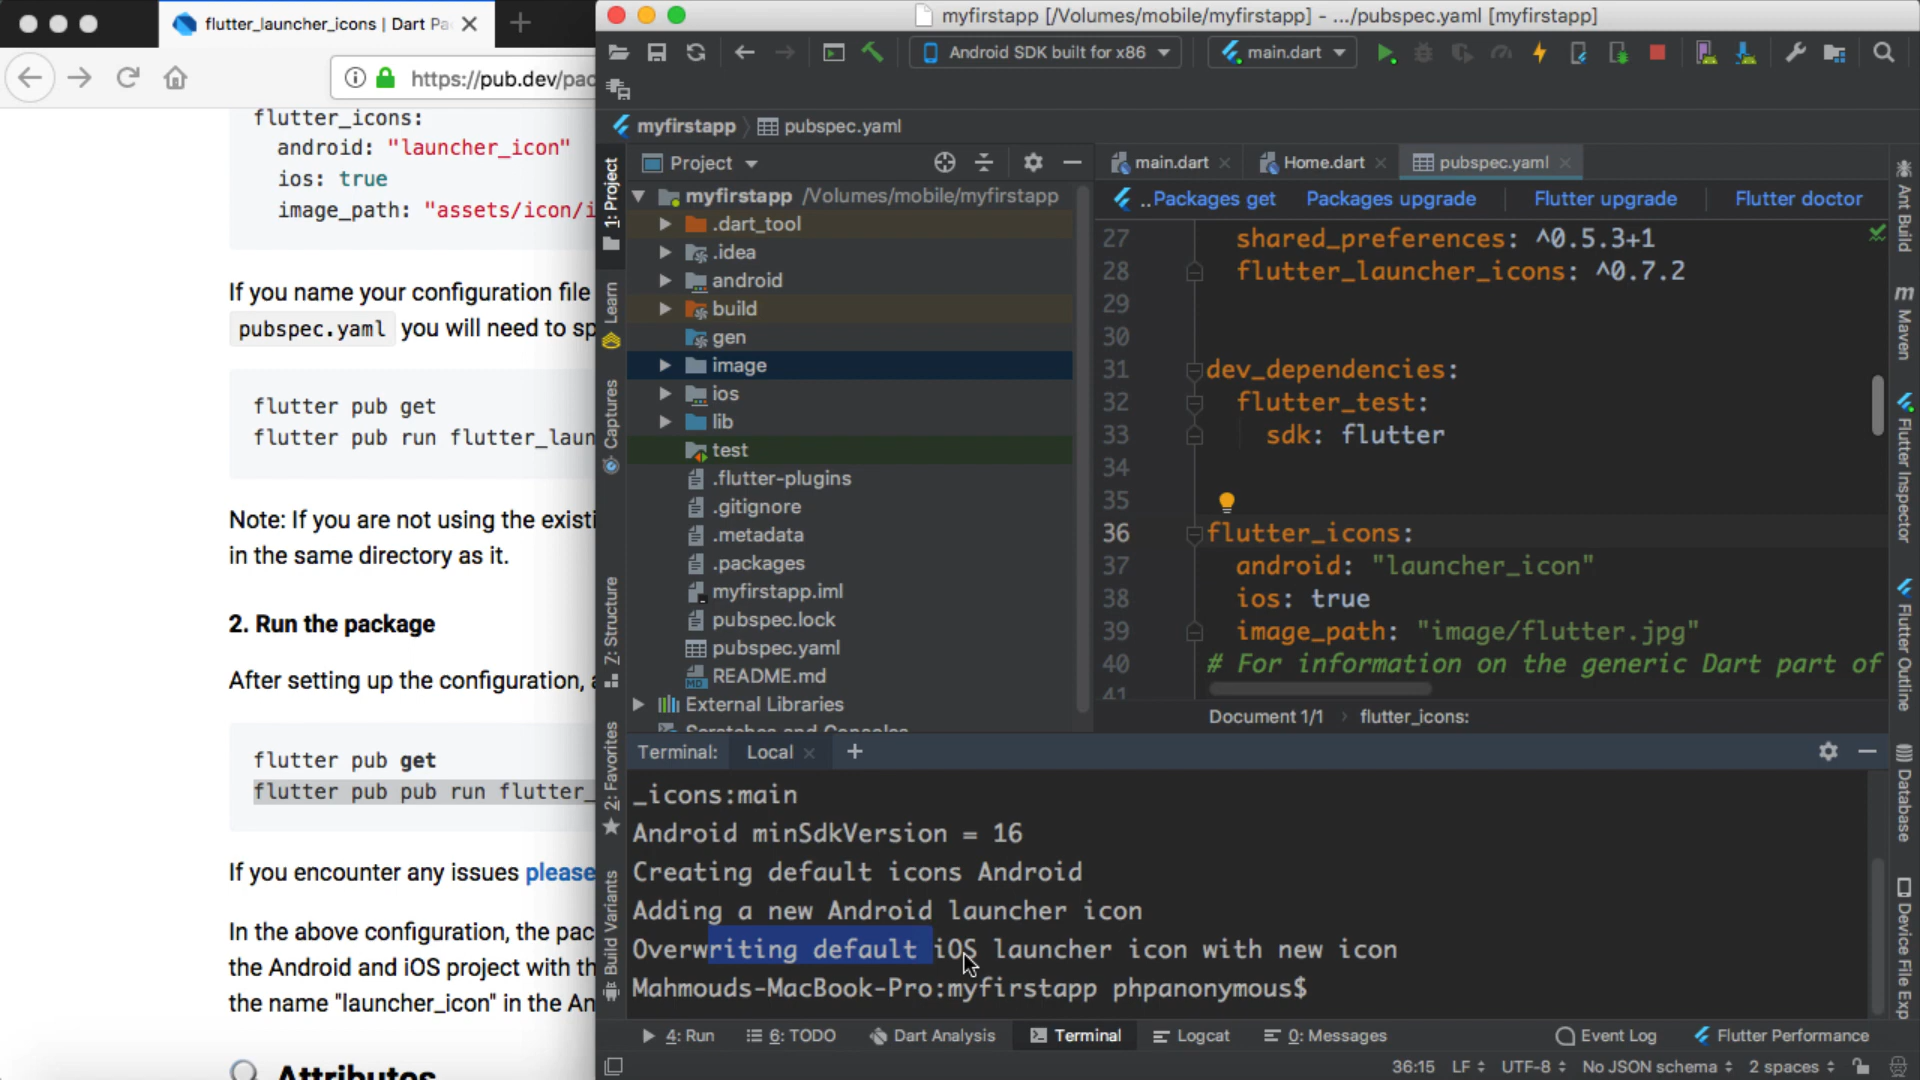 flutter_launcher_icons | Dart Pa
https://pub.dev/pac
flutter_icons:
android: "launcher_icon"
ios: true
image_path: "assets/icon/i
If you name your configuration file
pubspec.yaml you will need to sp
flutter pub get
flutter pub run flutter_laun
Note: If you are not using the existi
in the same directory as it.
2. Run the package
After setting up the configuration, a
flutter pub get
flutter pub pub run flutter_
If you encounter any issues please
In the above configuration, the pac
the Android and iOS project with th
the name "launcher_icon" in the An
Attributes
myfirstapp [/Volumes/mobile/myfirstapp] - .../pubspec.yaml [myfirstapp]
Android SDK built for x86
main.dart
myfirstapp
pubspec.yaml
1: Project
Learn
Captures
Z: Structure
2: Favorites
Build Variants
Project
myfirstapp /Volumes/mobile/myfirstapp
.dart_tool
.idea
android
build
gen
image
ios
lib
test
.flutter-plugins
.gitignore
.metadata
.packages
myfirstapp.iml
pubspec.lock
pubspec.yaml
README.md
External Libraries
Scratches and Consoles
main.dart
Home.dart
pubspec.yaml
.. Packages get
Packages upgrade
Flutter upgrade
Flutter doctor
27 shared_preferences: ^0.5.3+1
28 flutter_launcher_icons: ^0.7.2
29
30
31 dev_dependencies:
32 flutter_test:
33 sdk: flutter
34
35
36 flutter_icons:
37 android: "launcher_icon"
38 ios: true
39 image_path: "image/flutter.jpg"
40 # For information on the generic Dart part of
41
Document 1/1
flutter_icons:
Terminal:
Local
_icons:main
Android minSdkVersion = 16
Creating default icons Android
Adding a new Android launcher icon
Overwriting default iOS launcher icon with new icon
Mahmouds-MacBook-Pro:myfirstapp phpanonymous$
4: Run
6: TODO
Dart Analysis
Terminal
Logcat
0: Messages
Event Log
Flutter Performance
36:15
LF
UTF-8
No JSON schema
2 spaces
Ant Build
m Maven
Flutter Inspector
Flutter Outline
Database
Device File Exp